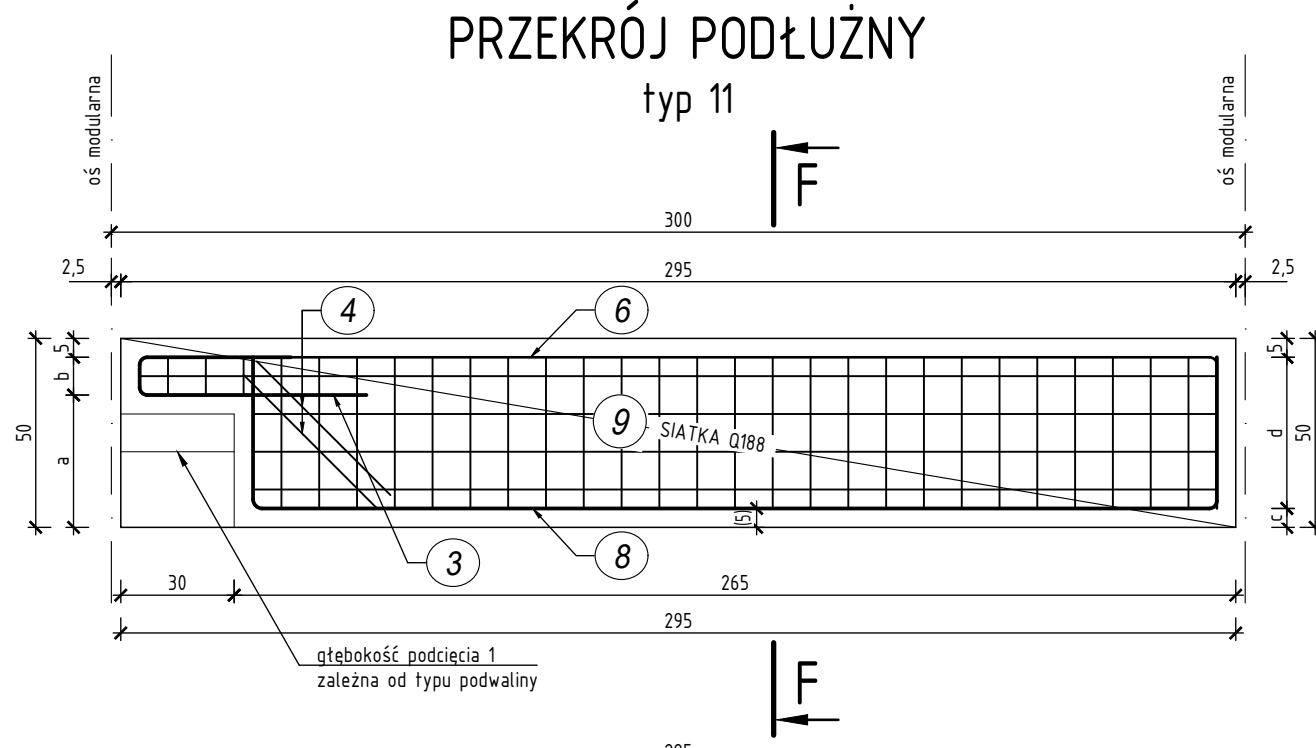 PRZEKRÓJ PODŁUŻNY
typ 11
oś modularna
oś modularna
F
300
2,5
295
2,5
4
6
5
b
50
a
9
SIATKA Q188
5
d
50
c
(5)
3
8
30
265
295
głębokość podcięcia 1
zależna od typu podwaliny
F